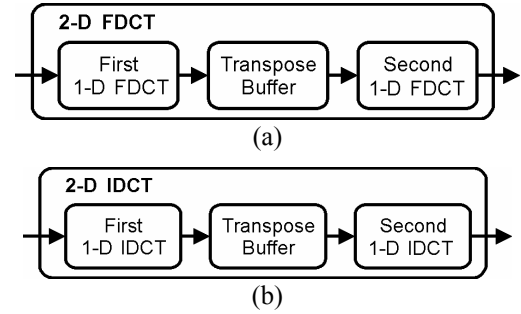 2-D FDCT
First
1-D FDCT
Transpose
Buffer
Second
1-D FDCT
(a)
2-D IDCT
First
1-D IDCT
Transpose
Buffer
Second
1-D IDCT
(b)